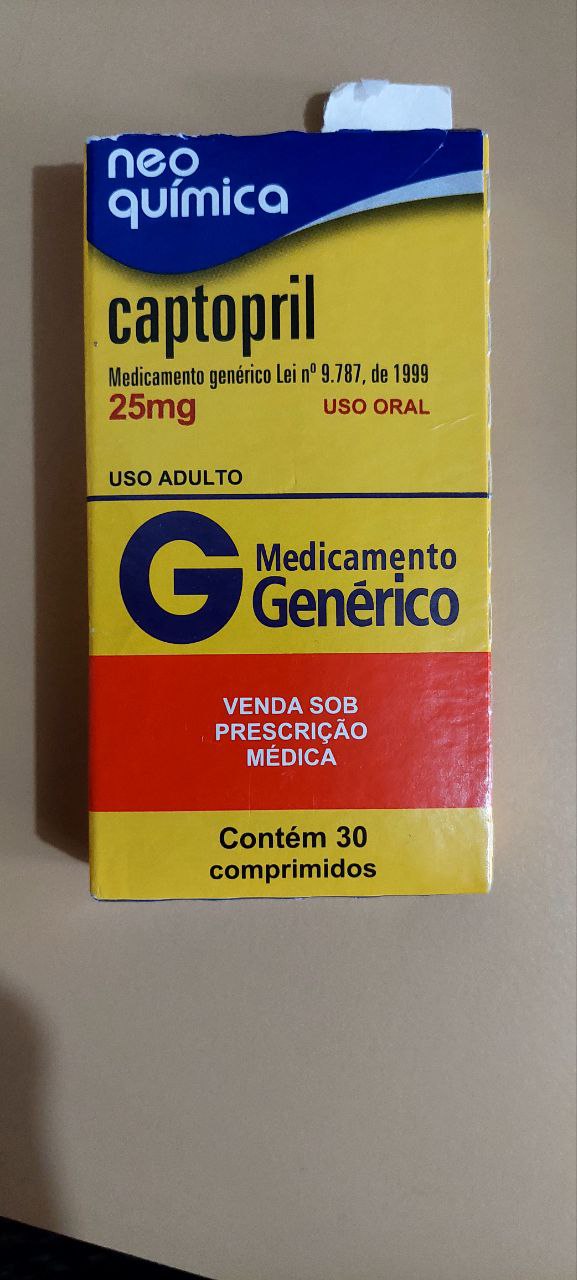 neo
química
captopril
Medicamento genérico Lei nº 9.787, de 1999
25mg USO ORAL
USO ADULTO
G Medicamento
Genérico
VENDA SOB
PRESCRIÇÃO
MÉDICA
Contém 30
comprimidos